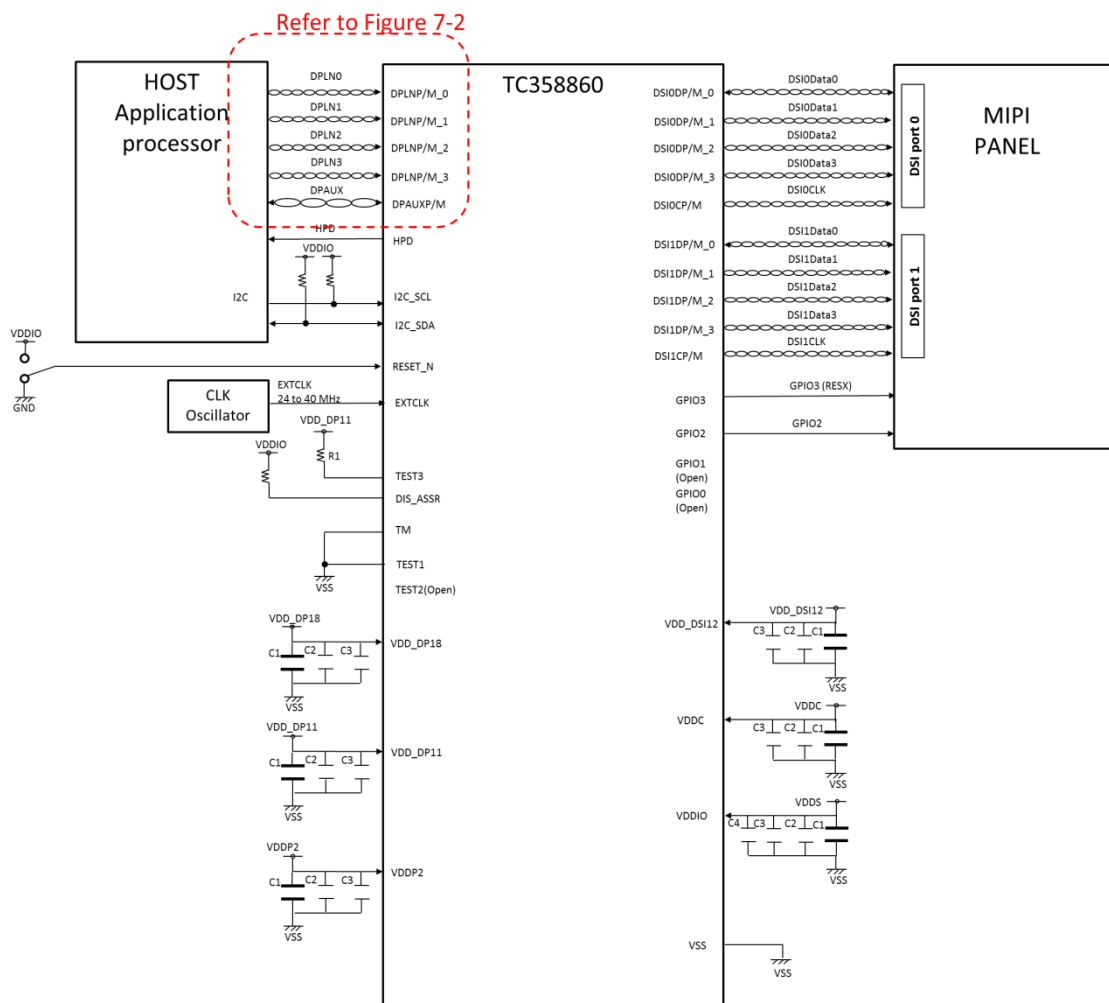 Refer to Figure 7-2
HOST
Application
processor
DPLN0
DPLN1
DPLN2
DPLN3
DPAUX
HPD
VDDIO
I2C
TC358860
DPLNP/M_0
DPLNP/M_1
DPLNP/M_2
DPLNP/M_3
DPAUXP/M
HPD
I2C_SCL
I2C_SDA
RESET_N
EXTCLK
TEST3
DIS_ASSR
TM
TEST1
TEST2(Open)
VDD_DP18
VDD_DP11
VDDP2
VDDIO
GND
CLK
Oscillator
EXTCLK
24 to 40 MHz
VDD_DP11
R1
VDDIO
VSS
VDD_DP18
C1
C2
C3
VSS
VDD_DP11
C1
C2
C3
VSS
VDDP2
C1
C2
C3
VSS
DSI0DP/M_0
DSI0DP/M_1
DSI0DP/M_2
DSI0DP/M_3
DSI0CP/M
DSI1DP/M_0
DSI1DP/M_1
DSI1DP/M_2
DSI1DP/M_3
DSI1CP/M
GPIO3
GPIO2
GPIO1
(Open)
GPIO0
(Open)
VDD_DSI12
VDDC
VDDIO
VSS
DSI0Data0
DSI0Data1
DSI0Data2
DSI0Data3
DSI0CLK
DSI1Data0
DSI1Data1
DSI1Data2
DSI1Data3
DSI1CLK
GPIO3 (RESX)
GPIO2
DSI port 0
DSI port 1
MIPI
PANEL
VDD_DSI12
C3
C2
C1
VSS
VDDC
C3
C2
C1
VSS
VDDS
C4
C3
C2
C1
VSS
VSS